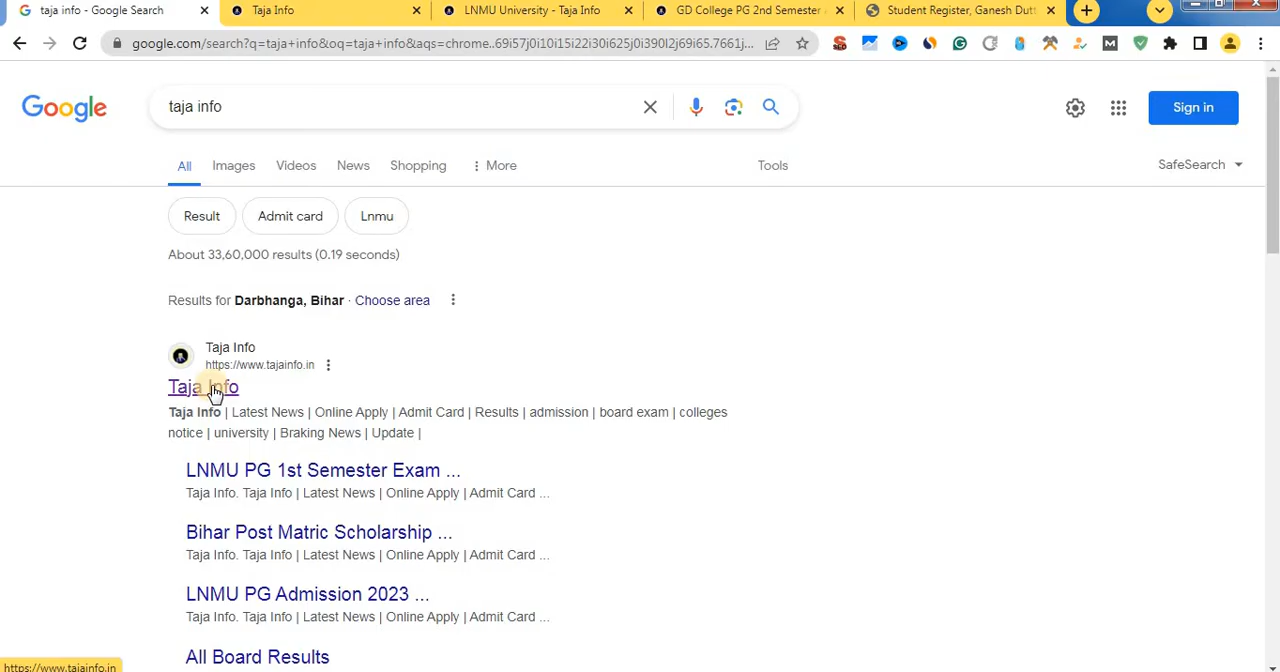 taja info - Google Search
Taja Info
LNMU University - Taja Info
GD College PG 2nd Semester
Student Register, Ganesh Dutt
google.com/search?q=taja+info&oq=taja+info&aqs=chrome..69i57j0i10i15i22i30i625j0i390l2j69i65.7661j...
Google
taja info
Sign in
All
Images
Videos
News
Shopping
More
Tools
SafeSearch
Result
Admit card
Lnmu
About 33,60,000 results (0.19 seconds)
Results for Darbhanga, Bihar · Choose area
Taja Info
https://www.tajainfo.in
Taja Info
Taja Info | Latest News | Online Apply | Admit Card | Results | admission | board exam | colleges
notice | university | Braking News | Update |
LNMU PG 1st Semester Exam ...
Taja Info. Taja Info | Latest News | Online Apply | Admit Card ...
Bihar Post Matric Scholarship ...
Taja Info. Taja Info | Latest News | Online Apply | Admit Card ...
LNMU PG Admission 2023 ...
Taja Info. Taja Info | Latest News | Online Apply | Admit Card ...
All Board Results
https://www.tajainfo.in